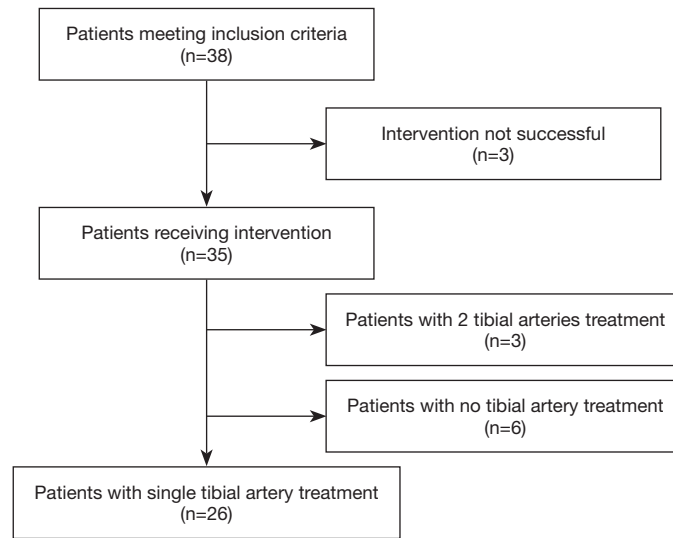 Patients meeting inclusion criteria
(n=38)
Intervention not successful
(n=3)
Patients receiving intervention
(n=35)
Patients with 2 tibial arteries treatment
(n=3)
Patients with no tibial artery treatment
(n=6)
Patients with single tibial artery treatment
(n=26)